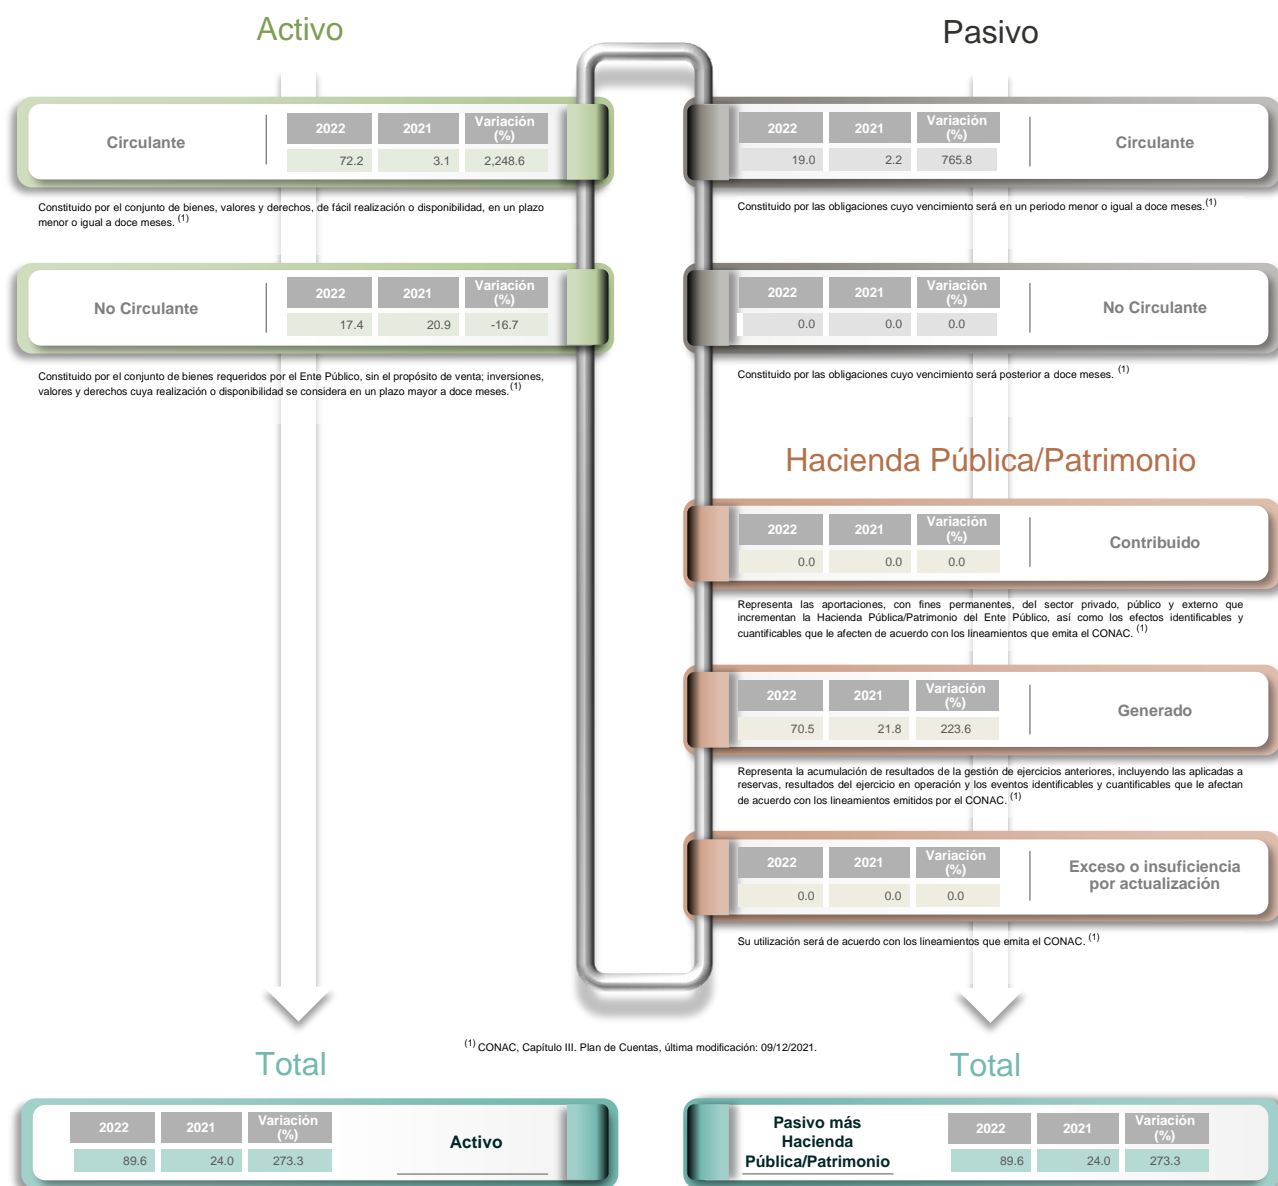 Activo
Circulante
2022 2021 Variación (%)
72.2 3.1 2,248.6
Constituido por el conjunto de bienes, valores y derechos, de fácil realización o disponibilidad, en un plazo
menor o igual a doce meses. (1)
No Circulante
2022 2021 Variación (%)
17.4 20.9 -16.7
Constituido por el conjunto de bienes requeridos por el Ente Público, sin el propósito de venta; inversiones,
valores y derechos cuya realización o disponibilidad se considera en un plazo mayor a doce meses. (1)
Pasivo
2022 2021 Variación (%)
19.0 2.2 765.8
Circulante
Constituido por las obligaciones cuyo vencimiento será en un periodo menor o igual a doce meses. (1)
2022 2021 Variación (%)
0.0 0.0 0.0
No Circulante
Constituido por las obligaciones cuyo vencimiento será posterior a doce meses. (1)
Hacienda Pública/Patrimonio
2022 2021 Variación (%)
0.0 0.0 0.0
Contribuido
Representa las aportaciones, con fines permanentes, del sector privado, público y externo que
incrementan la Hacienda Pública/Patrimonio del Ente Público, así como los efectos identificables y
cuantificables que le afecten de acuerdo con los lineamientos que emita el CONAC. (1)
2022 2021 Variación (%)
70.5 21.8 223.6
Generado
Representa la acumulación de resultados de la gestión de ejercicios anteriores, incluyendo las aplicadas a
reservas, resultados del ejercicio en operación y los eventos identificables y cuantificables que le afectan
de acuerdo con los lineamientos emitidos por el CONAC. (1)
2022 2021 Variación (%)
0.0 0.0 0.0
Exceso o insuficiencia
por actualización
Su utilización será de acuerdo con los lineamientos que emita el CONAC. (1)
(1) CONAC, Capítulo III. Plan de Cuentas, última modificación: 09/12/2021.
Total
2022 2021 Variación (%)
89.6 24.0 273.3
Activo
Total
Pasivo más
Hacienda
Pública/Patrimonio
2022 2021 Variación (%)
89.6 24.0 273.3